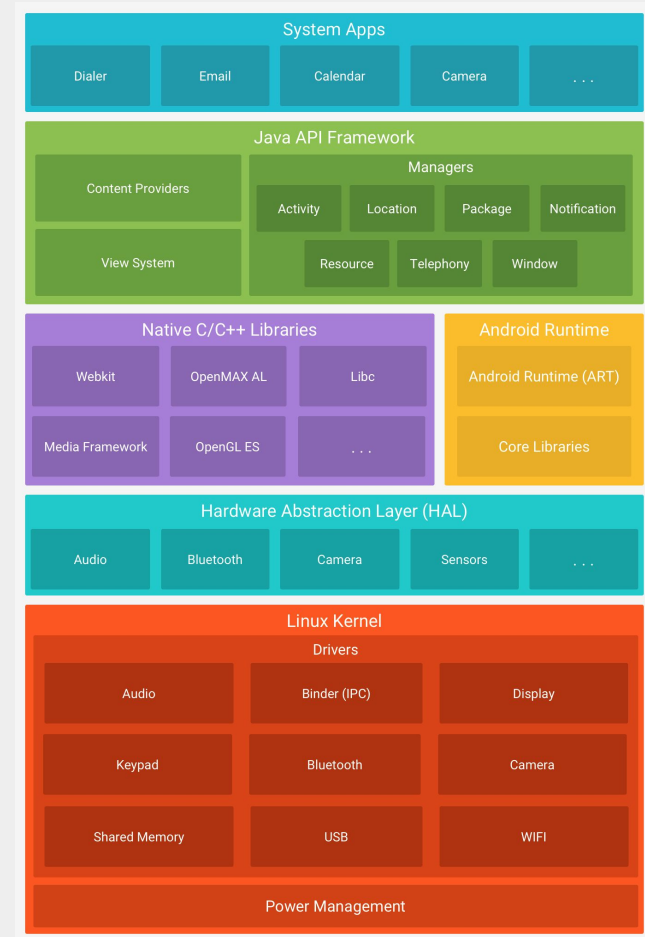 System Apps
Dialer
Email
Calendar
Camera
. . .
Java API Framework
Content Providers
View System
Managers
Activity
Location
Package
Notification
Resource
Telephony
Window
Native C/C++ Libraries
Webkit
OpenMAX AL
Libc
Media Framework
OpenGL ES
. . .
Android Runtime
Android Runtime (ART)
Core Libraries
Hardware Abstraction Layer (HAL)
Audio
Bluetooth
Camera
Sensors
. . .
Linux Kernel
Drivers
Audio
Binder (IPC)
Display
Keypad
Bluetooth
Camera
Shared Memory
USB
WIFI
Power Management